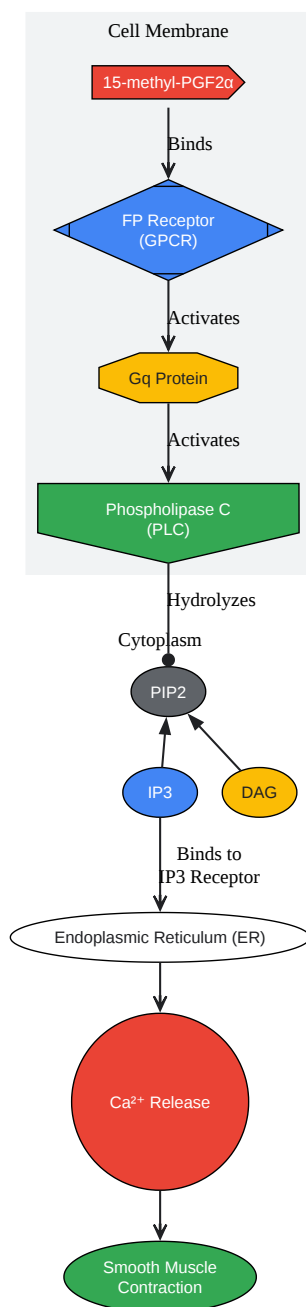 Cell Membrane
15-methyl-PGF2α
Binds
FP Receptor
(GPCR)
Activates
Gq Protein
Activates
Phospholipase C
(PLC)
Hydrolyzes
Cytoplasm
PIP2
IP3
DAG
Binds to
IP3 Receptor
Endoplasmic Reticulum (ER)
Ca²⁺ Release
Smooth Muscle
Contraction